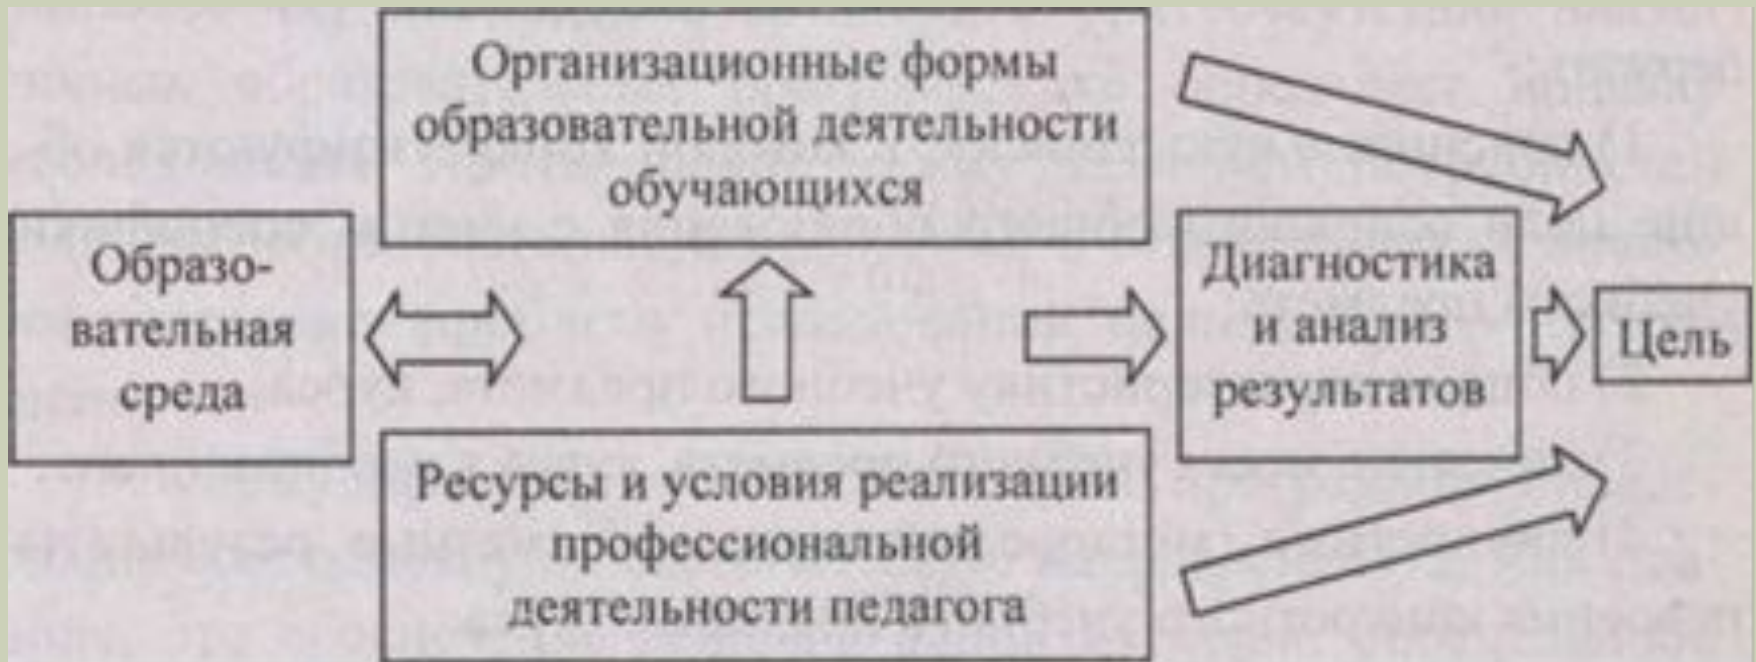 Организационные формы
образовательной деятельности
обучающихся
Образо-
вательная
среда
Диагностика
и анализ
результатов
Цель
Ресурсы и условия реализации
профессиональной
деятельности педагога